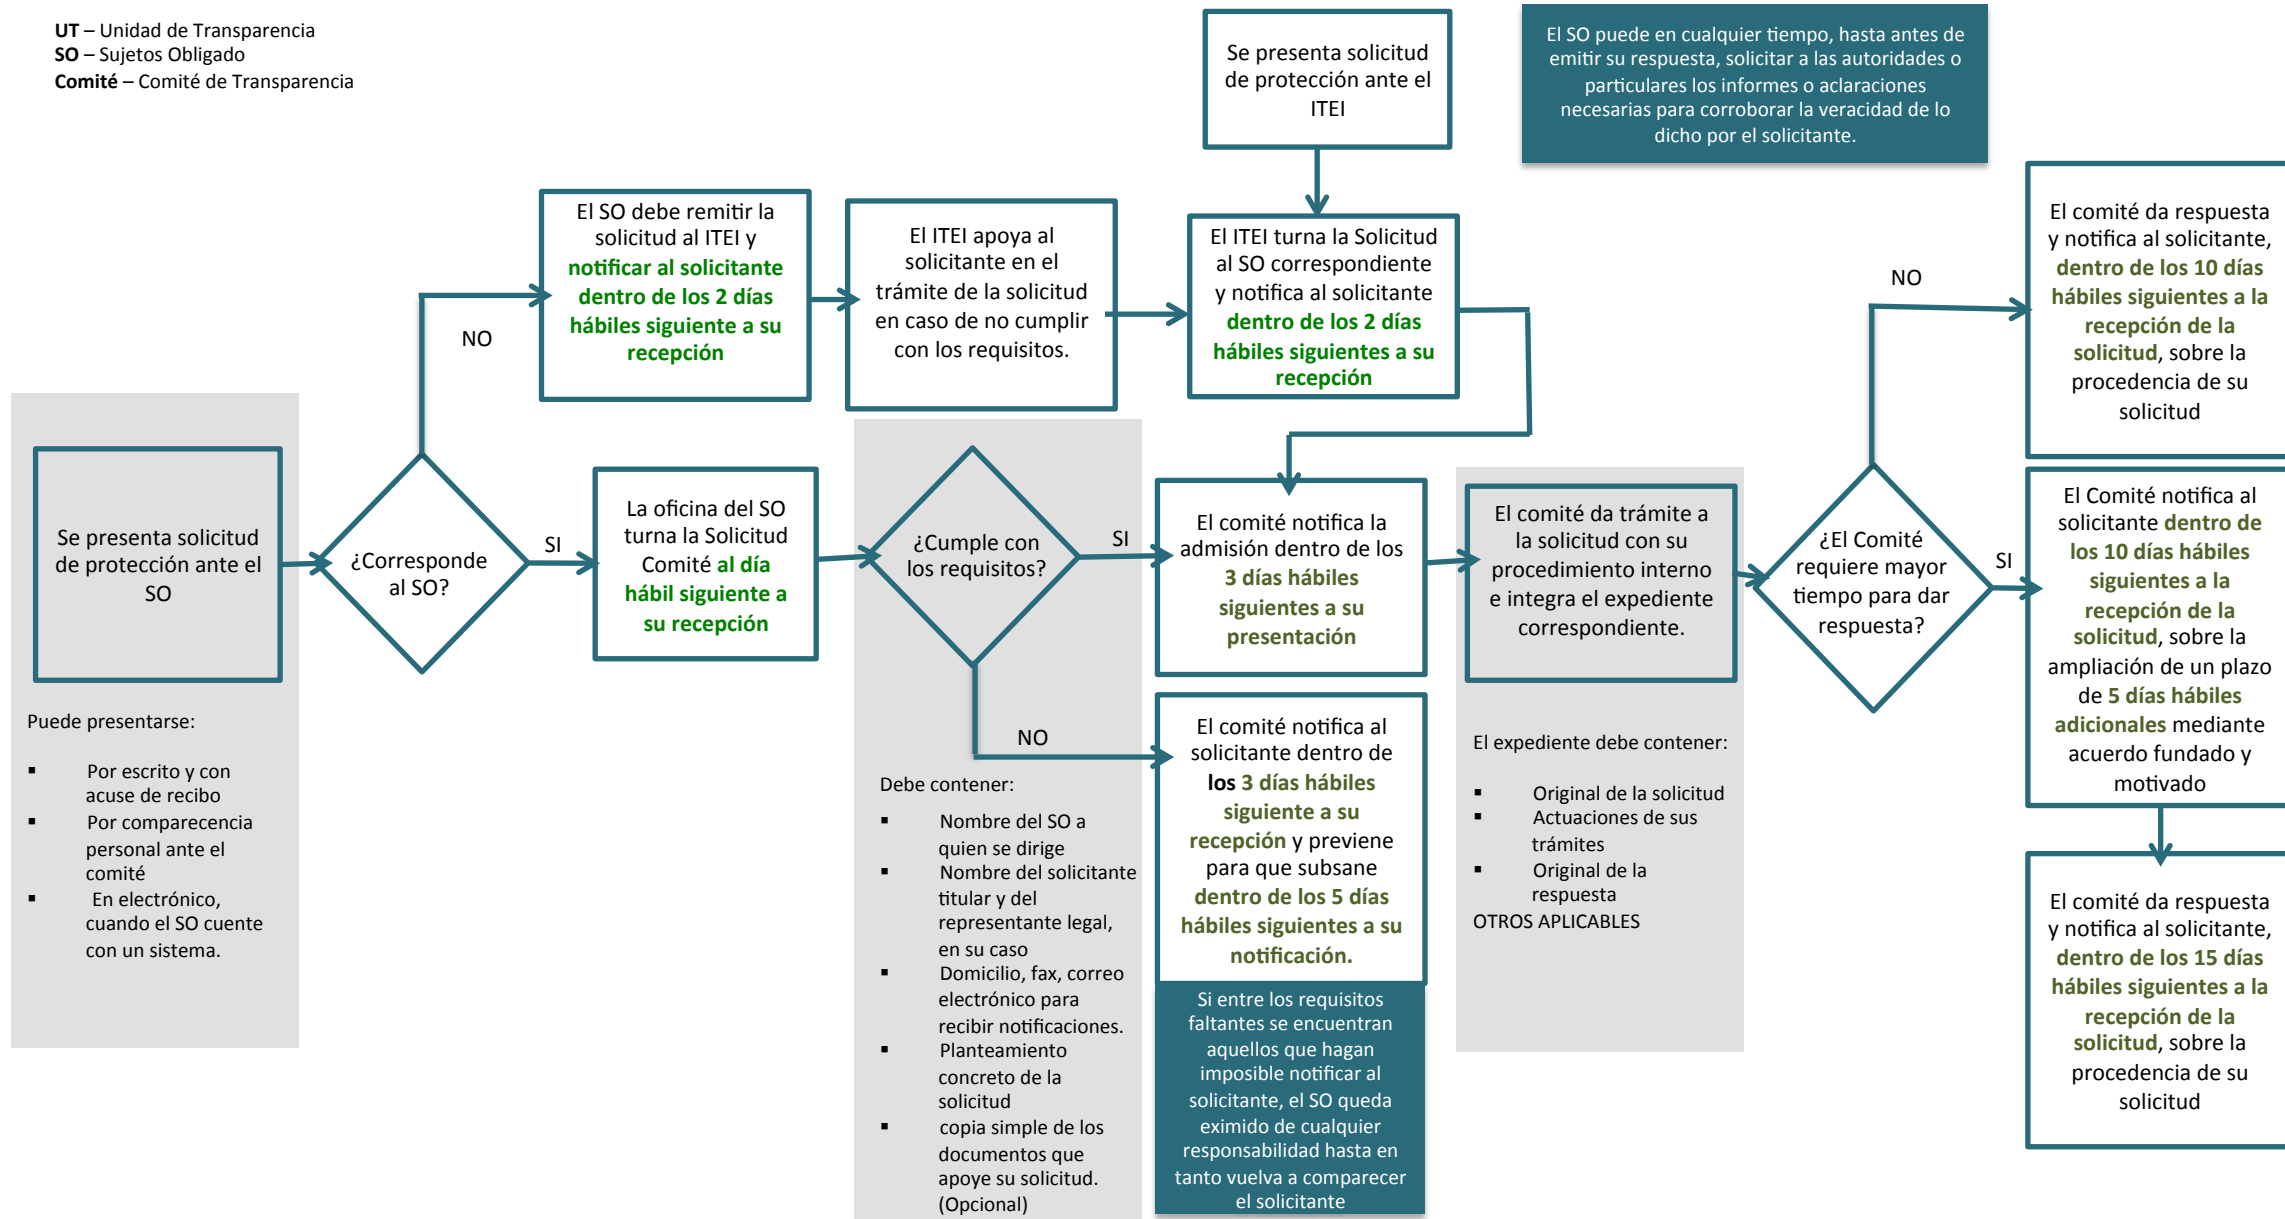 UT – Unidad de Transparencia
SO – Sujetos Obligado
Comité – Comité de Transparencia
Se presenta solicitud
de protección ante el
ITEI
El SO puede en cualquier tiempo, hasta antes de
emitir su respuesta, solicitar a las autoridades o
particulares los informes o aclaraciones
necesarias para corroborar la veracidad de lo
dicho por el solicitante.
El SO debe remitir la
solicitud al ITEI y
notificar al solicitante
dentro de los 2 días
hábiles siguiente a su
recepción
El ITEI apoya al
solicitante en el
trámite de la solicitud
en caso de no cumplir
con los requisitos.
El ITEI turna la Solicitud
al SO correspondiente
y notifica al solicitante
dentro de los 2 días
hábiles siguientes a su
recepción
El comité da respuesta
y notifica al solicitante,
dentro de los 10 días
hábiles siguientes a la
recepción de la
solicitud, sobre la
procedencia de su
solicitud
NO
NO
Se presenta solicitud
de protección ante el
SO
¿Corresponde
al SO?
SI
La oficina del SO
turna la Solicitud
Comité al día
hábil siguiente a
su recepción
¿Cumple con
los requisitos?
SI
El comité notifica la
admisión dentro de los
3 días hábiles
siguientes a su
presentación
El comité da trámite a
la solicitud con su
procedimiento interno
e integra el expediente
correspondiente.
¿El Comité
requiere mayor
tiempo para dar
respuesta?
SI
El Comité notifica al
solicitante dentro de
los 10 días hábiles
siguientes a la
recepción de la
solicitud, sobre la
ampliación de un plazo
de 5 días hábiles
adicionales mediante
acuerdo fundado y
motivado
Puede presentarse:
▪ Por escrito y con
acuse de recibo
▪ Por comparecencia
personal ante el
comité
▪ En electrónico,
cuando el SO cuente
con un sistema.
NO
Debe contener:
▪ Nombre del SO a
quien se dirige
▪ Nombre del solicitante
titular y del
representante legal,
en su caso
▪ Domicilio, fax, correo
electrónico para
recibir notificaciones.
▪ Planteamiento
concreto de la
solicitud
▪ copia simple de los
documentos que
apoye su solicitud.
(Opcional)
El comité notifica al
solicitante dentro de
los 3 días hábiles
siguiente a su
recepción y previene
para que subsane
dentro de los 5 días
hábiles siguientes a su
notificación.
Si entre los requisitos
faltantes se encuentran
aquellos que hagan
imposible notificar al
solicitante, el SO queda
eximido de cualquier
responsabilidad hasta en
tanto vuelva a comparecer
el solicitante
El expediente debe contener:
▪ Original de la solicitud
▪ Actuaciones de sus
trámites
▪ Original de la
respuesta
OTROS APLICABLES
El comité da respuesta
y notifica al solicitante,
dentro de los 15 días
hábiles siguientes a la
recepción de la
solicitud, sobre la
procedencia de su
solicitud